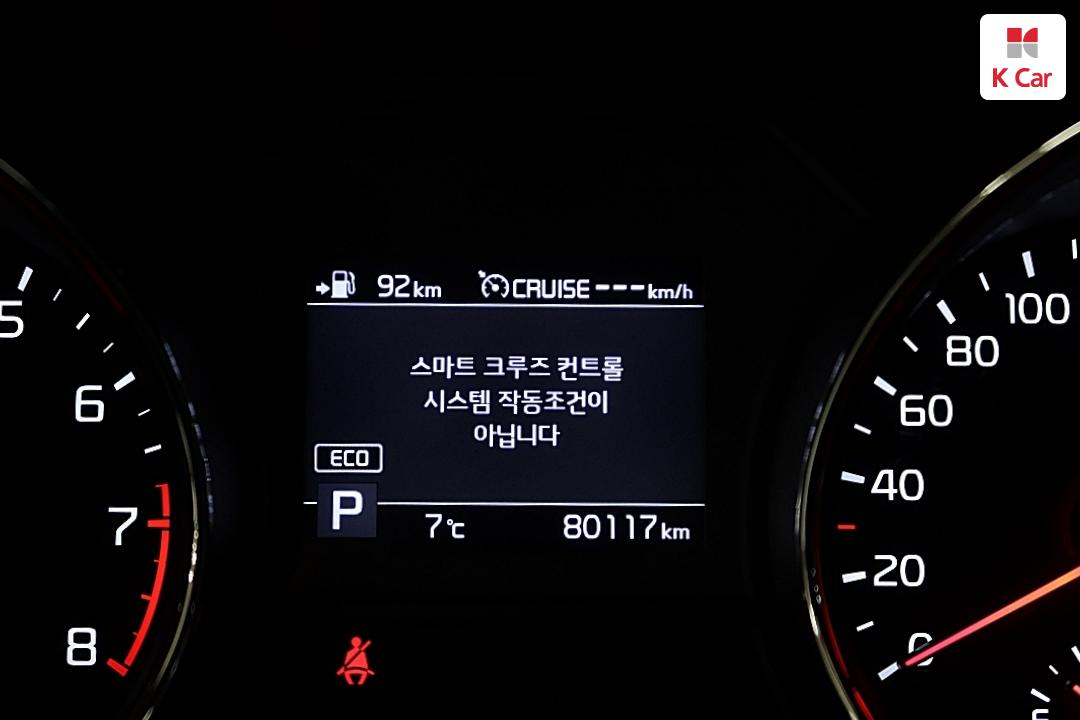 K Car
92km CRUISE---km/h
스마트 크루즈 컨트롤
시스템 작동조건이
아닙니다
ECO
P
7℃ 80117km
5
6
7
8
100
80
60
40
20
0